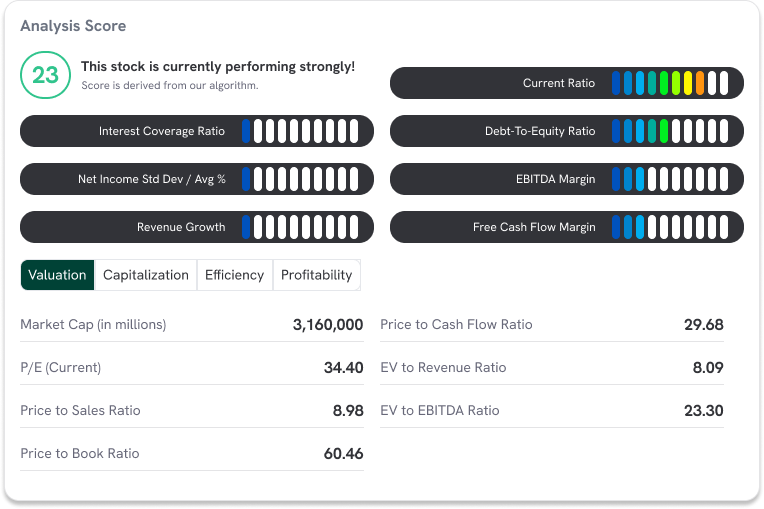 Analysis Score
23
This stock is currently performing strongly!
Score is derived from our algorithm.
Current Ratio
Interest Coverage Ratio
Debt-To-Equity Ratio
Net Income Std Dev / Avg %
EBITDA Margin
Revenue Growth
Free Cash Flow Margin
Valuation Capitalization Efficiency Profitability
Market Cap (in millions) 3,160,000
Price to Cash Flow Ratio 29.68
P/E (Current) 34.40
EV to Revenue Ratio 8.09
Price to Sales Ratio 8.98
EV to EBITDA Ratio 23.30
Price to Book Ratio 60.46